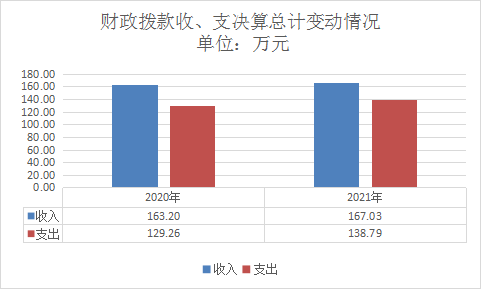 财政拨款收、支决算总计变动情况
单位：万元
180.00
160.00
140.00
120.00
100.00
80.00
60.00
40.00
20.00
0.00
2020年 2021年
收入 163.20 167.03
支出 129.26 138.79
收入 支出